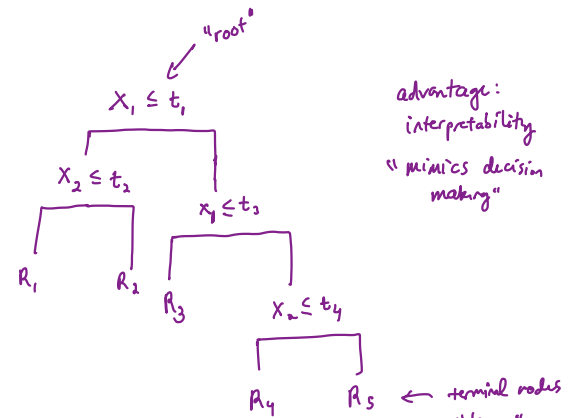 "root"
X₁ ≤ t₁
advantage:
interpretability
"mimics decision
making"
X₂ ≤ t₂
x₁ ≤ t₃
R₁
R₂
R₃
X₂ ≤ t₄
R₄
R₅
← terminal nodes